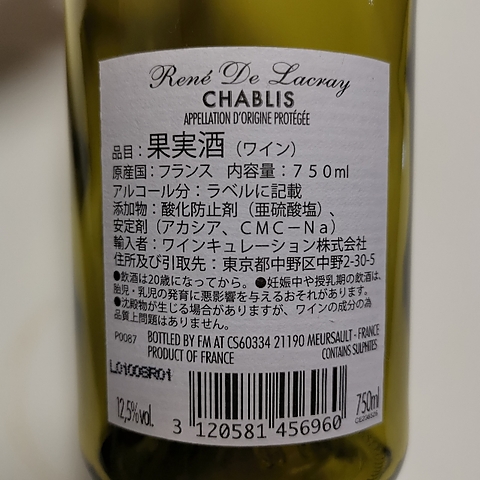 René De Lacray
CHABLIS
APPELLATION D'ORIGINE PROTÉGÉE
品目：果実酒（ワイン）
原産国：フランス 内容量：７５０ml
アルコール分：ラベルに記載
添加物：酸化防止剤（亜硫酸塩）、
安定剤（アカシア、ＣＭＣ－Ｎａ）
輸入者：ワインキュレーション株式会社
住所及び引取先：東京都中野区中野2-30-5
●飲酒は20歳になってから。●妊娠中や授乳期の飲酒は、
胎児・乳児の発育に悪影響を与えるおそれがあります。
●沈殿物が生じる場合がありますが、ワインの成分の為
品質上問題はありません。
P0087 BOTTLED BY FM AT CS60334 21190 MEURSAULT - FRANCE
PRODUCT OF FRANCE CONTAINS SULPHITES
L01008R01
12,5%vol.
3 120581 456960
750ml